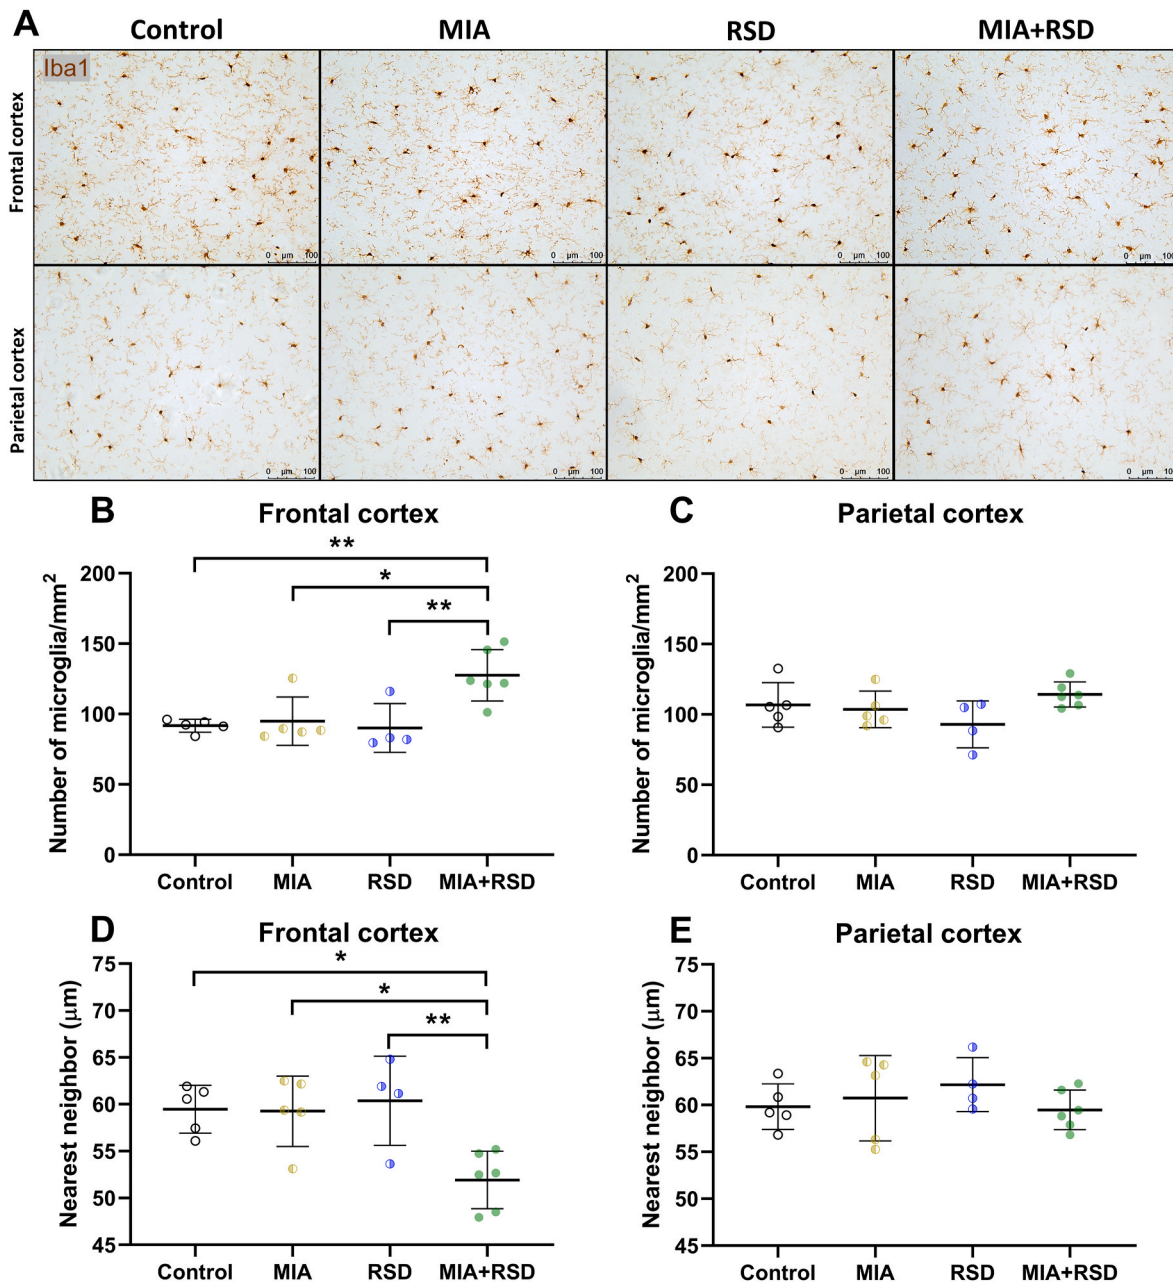 A
Control MIA RSD MIA+RSD
Iba1
Frontal cortex
0 µm 100 0 µm 100 0 µm 100 0 µm 100
Parietal cortex
0 µm 100 0 µm 100 0 µm 100 0 µm 10
B Frontal cortex
**
*
**
Number of microglia/mm2
200
150
100
50
0
Control MIA RSD MIA+RSD
C Parietal cortex
Number of microglia/mm2
200
150
100
50
0
Control MIA RSD MIA+RSD
D Frontal cortex
*
*
**
Nearest neighbor (µm)
75
70
65
60
55
50
45
Control MIA RSD MIA+RSD
E Parietal cortex
Nearest neighbor (µm)
75
70
65
60
55
50
45
Control MIA RSD MIA+RSD